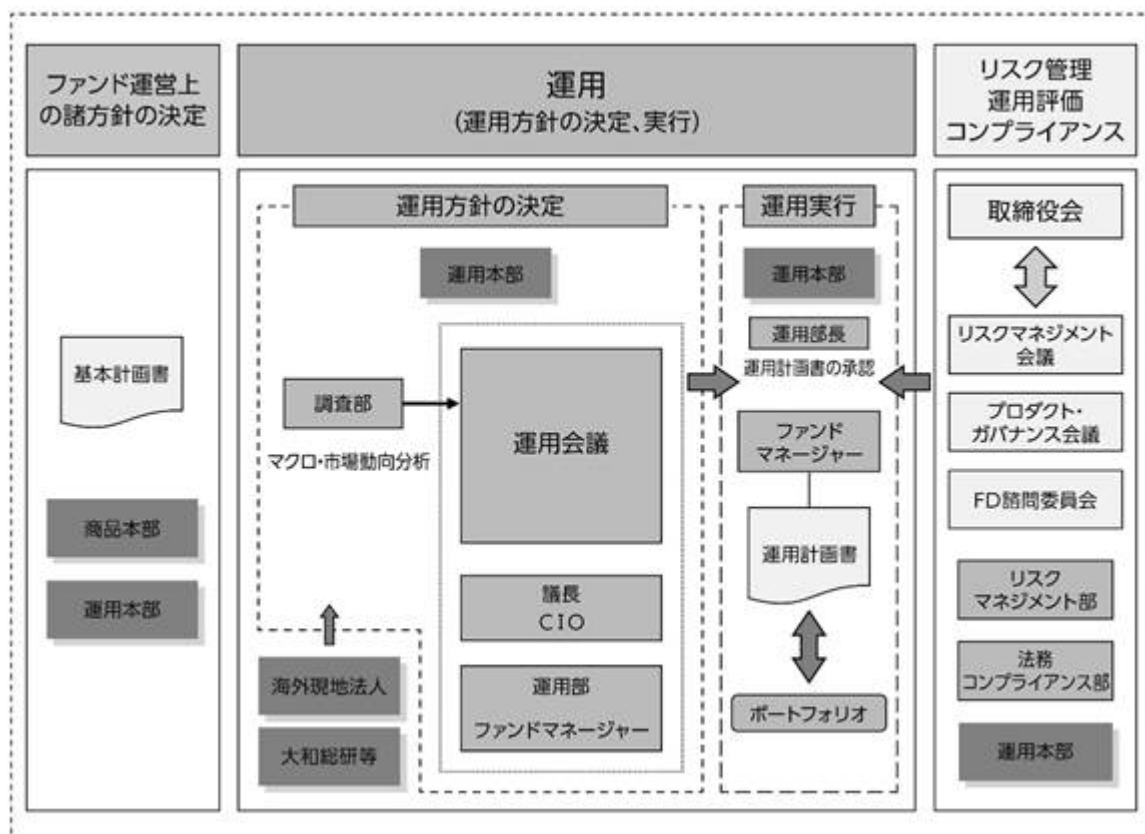 ファンド運営上
の諸方針の決定
運用
(運用方針の決定、実行)
リスク管理
運用評価
コンプライアンス
基本計画書
商品本部
運用本部
運用方針の決定
運用本部
調査部
マクロ・市場動向分析
運用会議
議長
CIO
運用部
ファンドマネージャー
海外現地法人
大和総研等
運用実行
運用本部
運用部長
運用計画書の承認
ファンド
マネージャー
運用計画書
ポートフォリオ
取締役会
リスクマネジメント
会議
プロダクト・
ガバナンス会議
FD諮問委員会
リスク
マネジメント部
法務
コンプライアンス部
運用本部